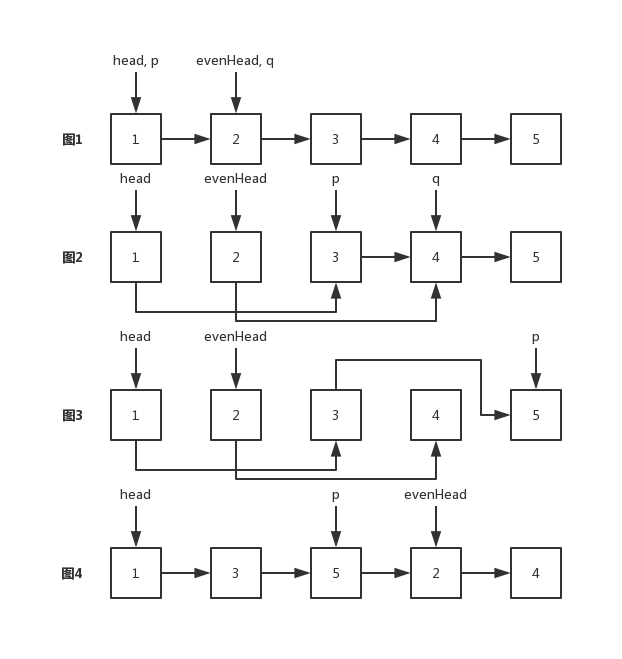 head, p evenHead, q
图1 1 2 3 4 5
head evenHead p q
图2 1 2 3 4 5
head evenHead p
图3 1 2 3 4 5
head p evenHead
图4 1 3 5 2 4